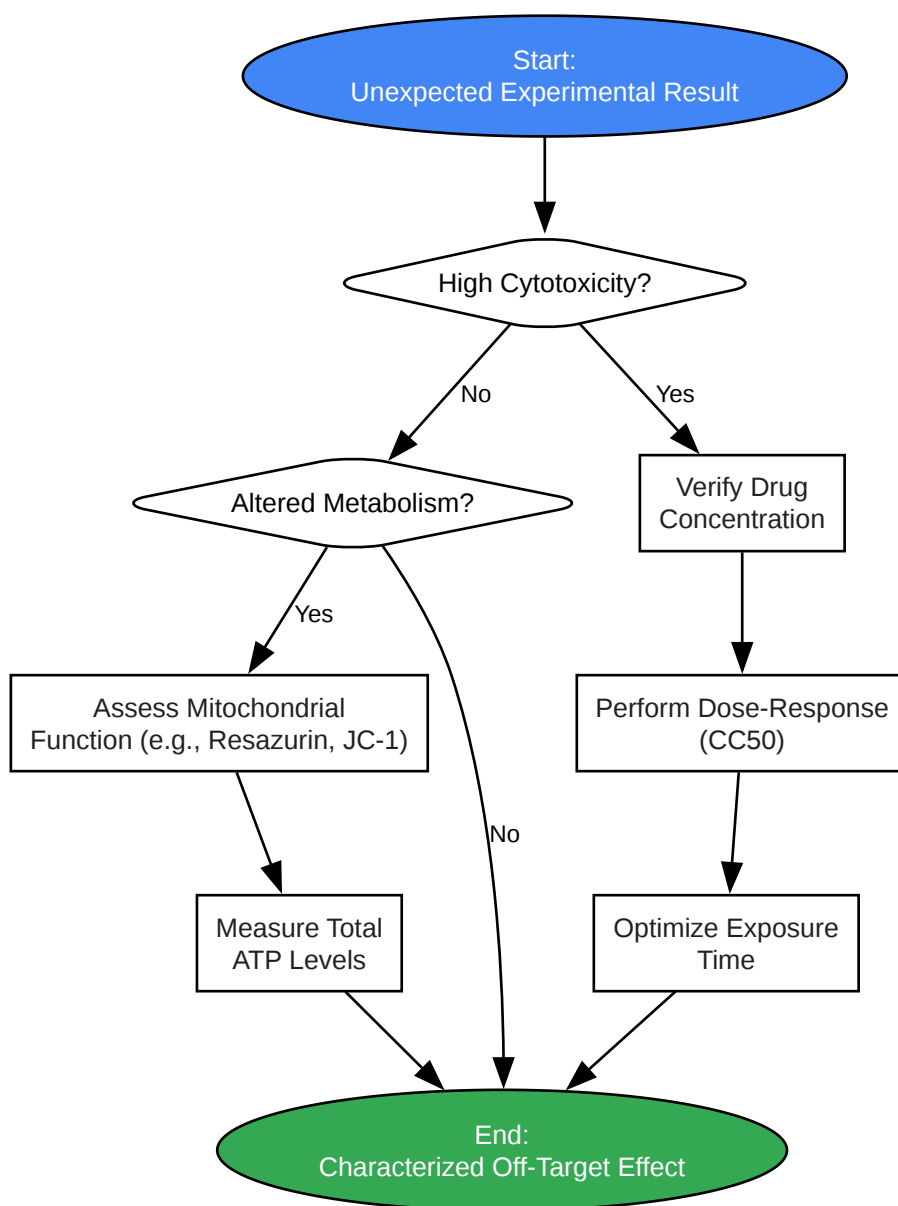 Start:
Unexpected Experimental Result
High Cytotoxicity?
No
Yes
Altered Metabolism?
Verify Drug
Concentration
Yes
Assess Mitochondrial
Function (e.g., Resazurin, JC-1)
Perform Dose-Response
(CC50)
No
Measure Total
ATP Levels
Optimize Exposure
Time
End:
Characterized Off-Target Effect